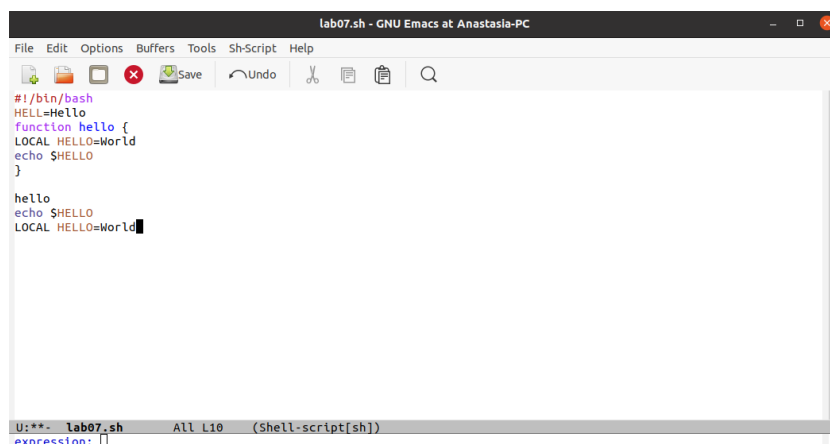 lab07.sh - GNU Emacs at Anastasia-PC
File Edit Options Buffers Tools Sh-Script Help
Save Undo
#!/bin/bash
HELL=Hello
function hello {
LOCAL HELLO=World
echo $HELLO
}
hello
echo $HELLO
LOCAL HELLO=World
U:**- lab07.sh All L10 (Shell-script[sh])
expression: